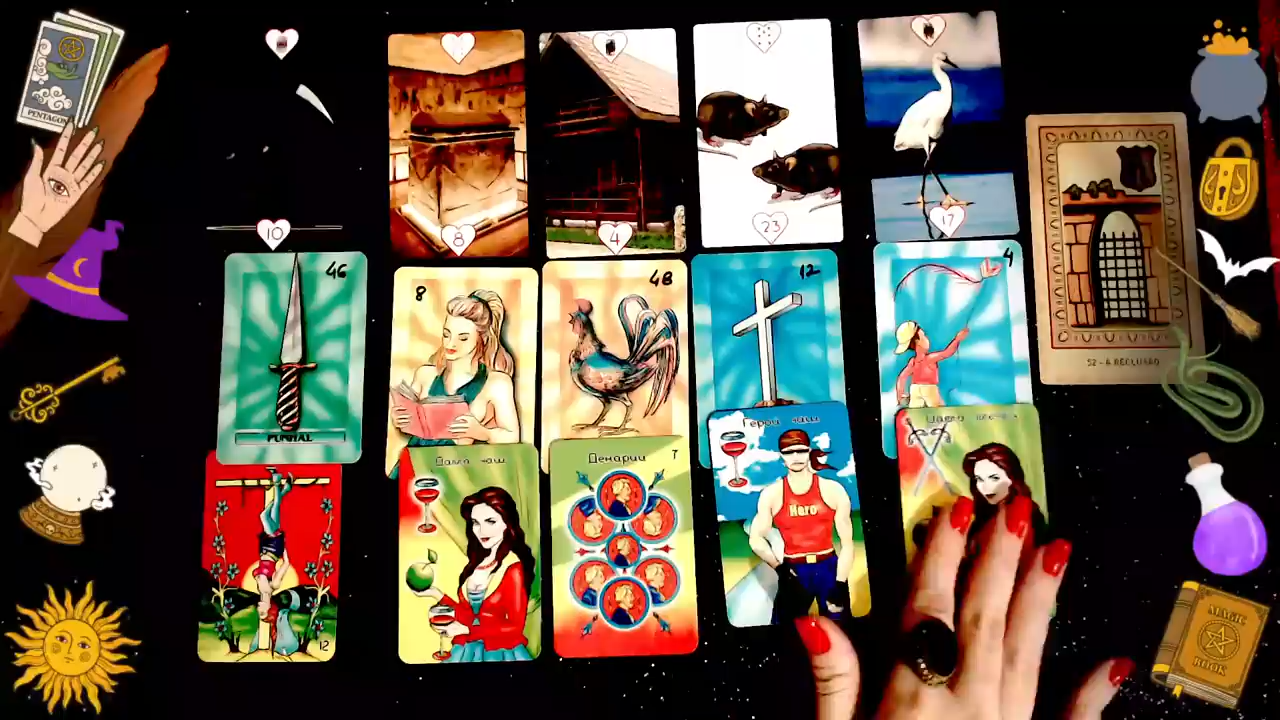 PENTAGON
10
8
4
23
17
46
PUNHAL
8
48
12
4
52 - A RECLUSÃO
12
Дама чаш
Денарии 7
Герой чаш
Hero
Дама
MAGIC
BOOK